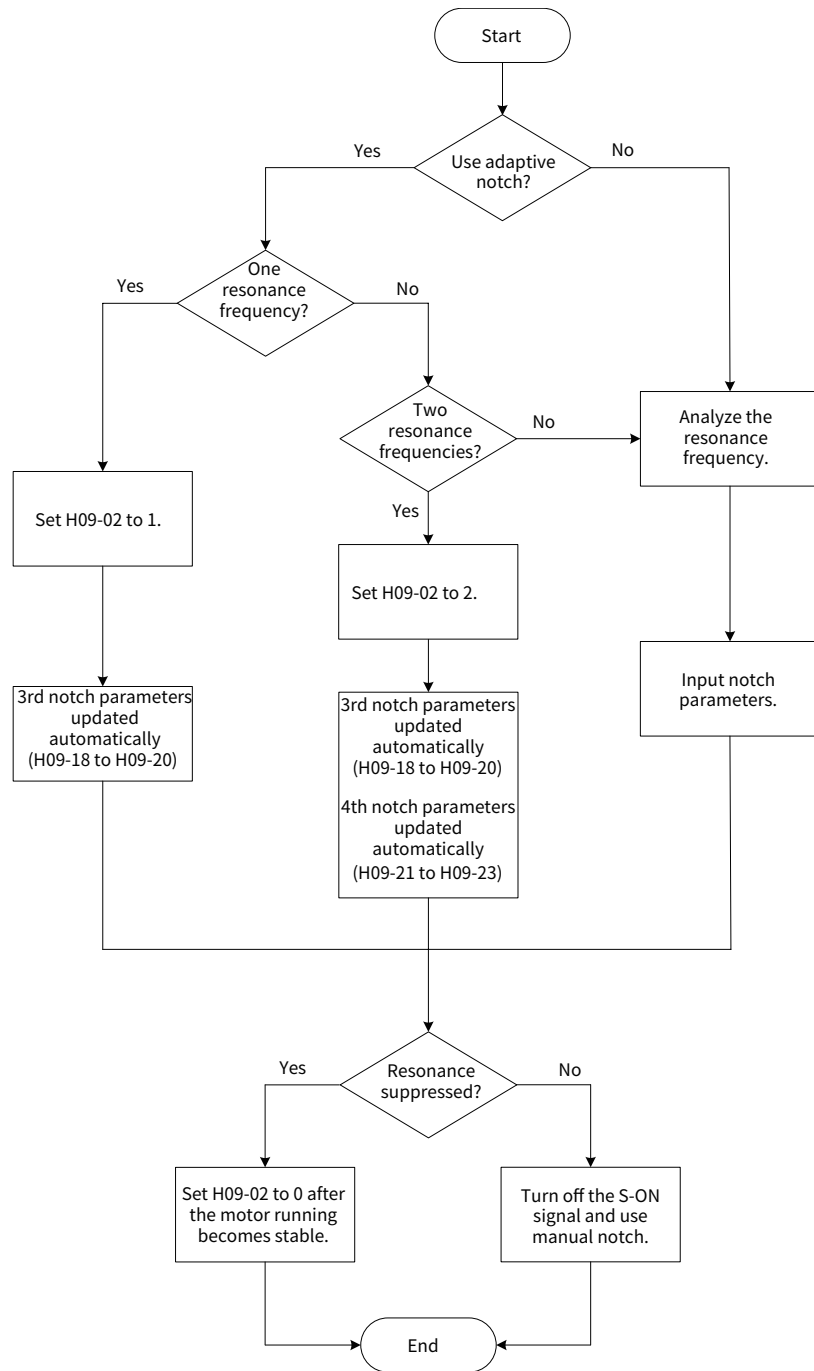 Start
Use adaptive
notch?
Yes
No
One
resonance
frequency?
Yes
No
Two
resonance
frequencies?
No
Yes
Analyze the
resonance
frequency.
Set H09-02 to 1.
Set H09-02 to 2.
Input notch
parameters.
3rd notch parameters
updated
automatically
(H09-18 to H09-20)
3rd notch parameters
updated
automatically
(H09-18 to H09-20)
4th notch parameters
updated
automatically
(H09-21 to H09-23)
Resonance
suppressed?
Yes
No
Set H09-02 to 0 after
the motor running
becomes stable.
Turn off the S-ON
signal and use
manual notch.
End